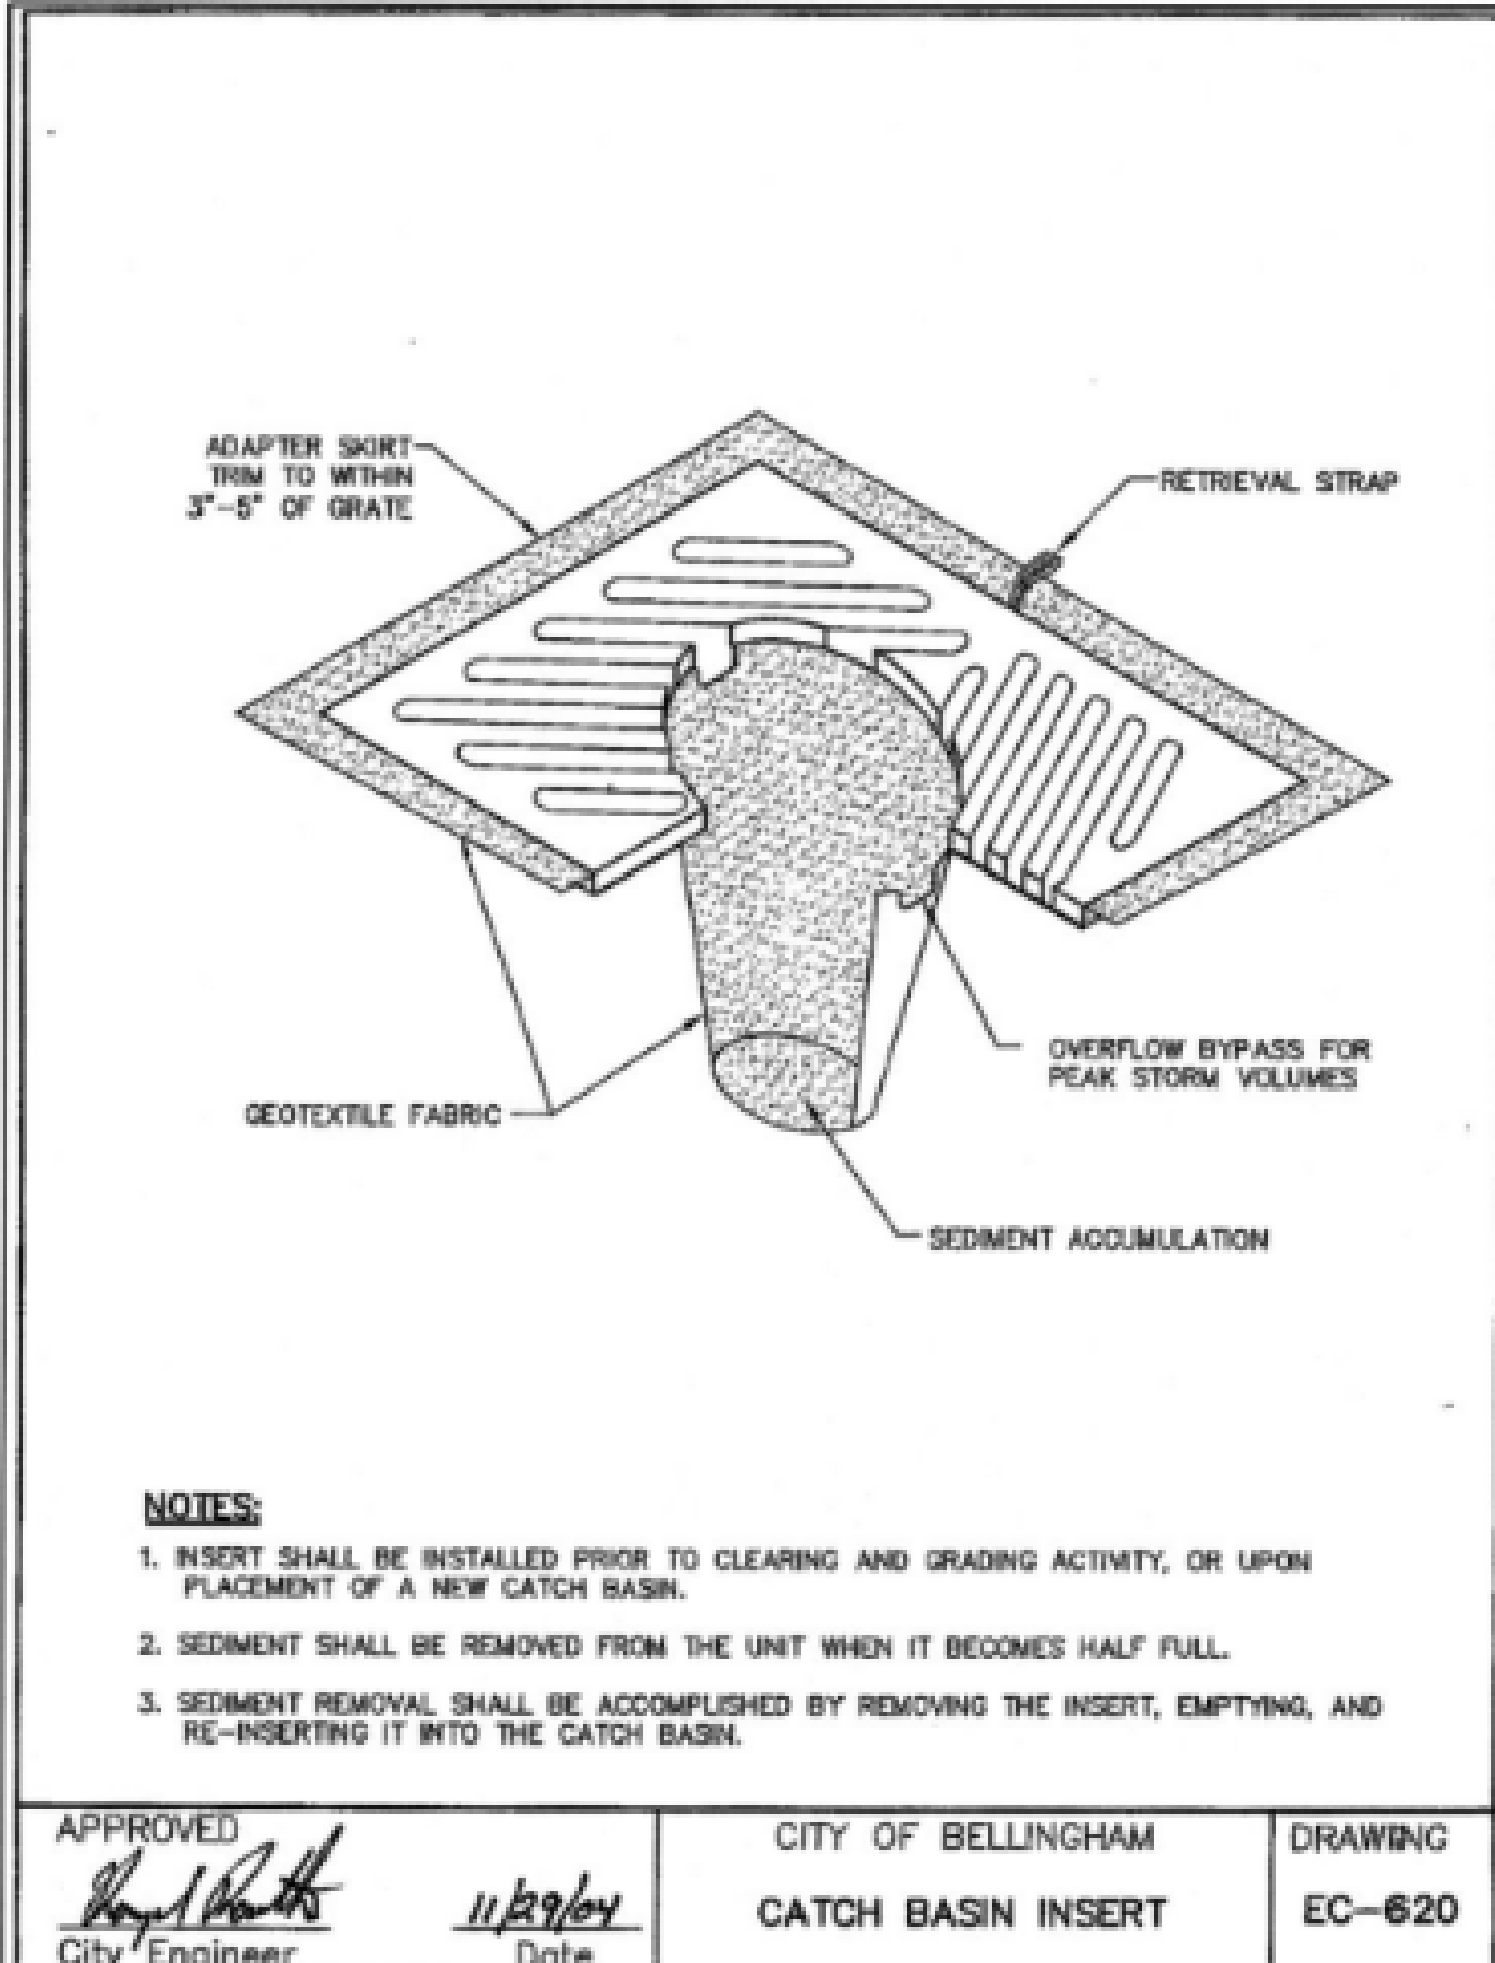 ADAPTER SKIRT
TRIM TO WITHIN
3"-5" OF GRATE
RETRIEVAL STRAP
OVERFLOW BYPASS FOR
PEAK STORM VOLUMES
GEOTEXTILE FABRIC
SEDIMENT ACCUMULATION
NOTES:
1. INSERT SHALL BE INSTALLED PRIOR TO CLEARING AND GRADING ACTIVITY, OR UPON
PLACEMENT OF A NEW CATCH BASIN.
2. SEDIMENT SHALL BE REMOVED FROM THE UNIT WHEN IT BECOMES HALF FULL.
3. SEDIMENT REMOVAL SHALL BE ACCOMPLISHED BY REMOVING THE INSERT, EMPTYING, AND
RE-INSERTING IT INTO THE CATCH BASIN.
APPROVED
11/29/04
City Engineer
Date
CITY OF BELLINGHAM
CATCH BASIN INSERT
DRAWING
EC-620